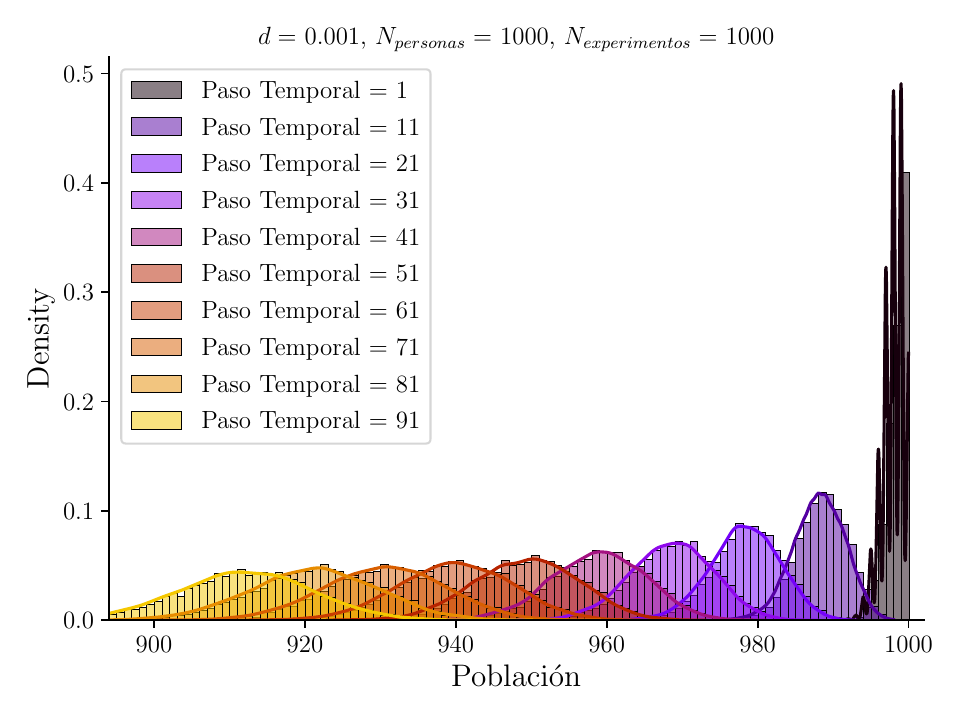 d = 0.001, N_personas = 1000, N_experimentos = 1000
0.5
0.4
0.3
0.2
0.1
0.0
Density
Paso Temporal = 1
Paso Temporal = 11
Paso Temporal = 21
Paso Temporal = 31
Paso Temporal = 41
Paso Temporal = 51
Paso Temporal = 61
Paso Temporal = 71
Paso Temporal = 81
Paso Temporal = 91
900 920 940 960 980 1000
Población